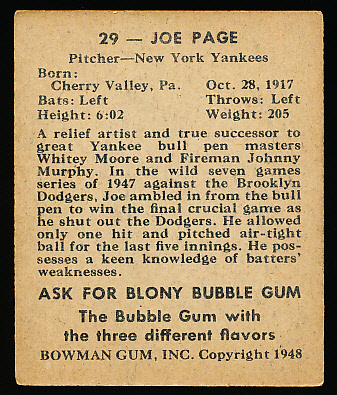 29 — JOE PAGE
Pitcher—New York Yankees
Born:
Cherry Valley, Pa. Oct. 28, 1917
Bats: Left Throws: Left
Height: 6:02 Weight: 205
A relief artist and true successor to
great Yankee bull pen masters
Whitey Moore and Fireman Johnny
Murphy. In the wild seven games
series of 1947 against the Brooklyn
Dodgers, Joe ambled in from the bull
pen to win the final crucial game as
he shut out the Dodgers. He allowed
only one hit and pitched air-tight
ball for the last five innings. He pos-
sesses a keen knowledge of batters'
weaknesses.
ASK FOR BLONY BUBBLE GUM
The Bubble Gum with
the three different flavors
BOWMAN GUM, INC. Copyright 1948